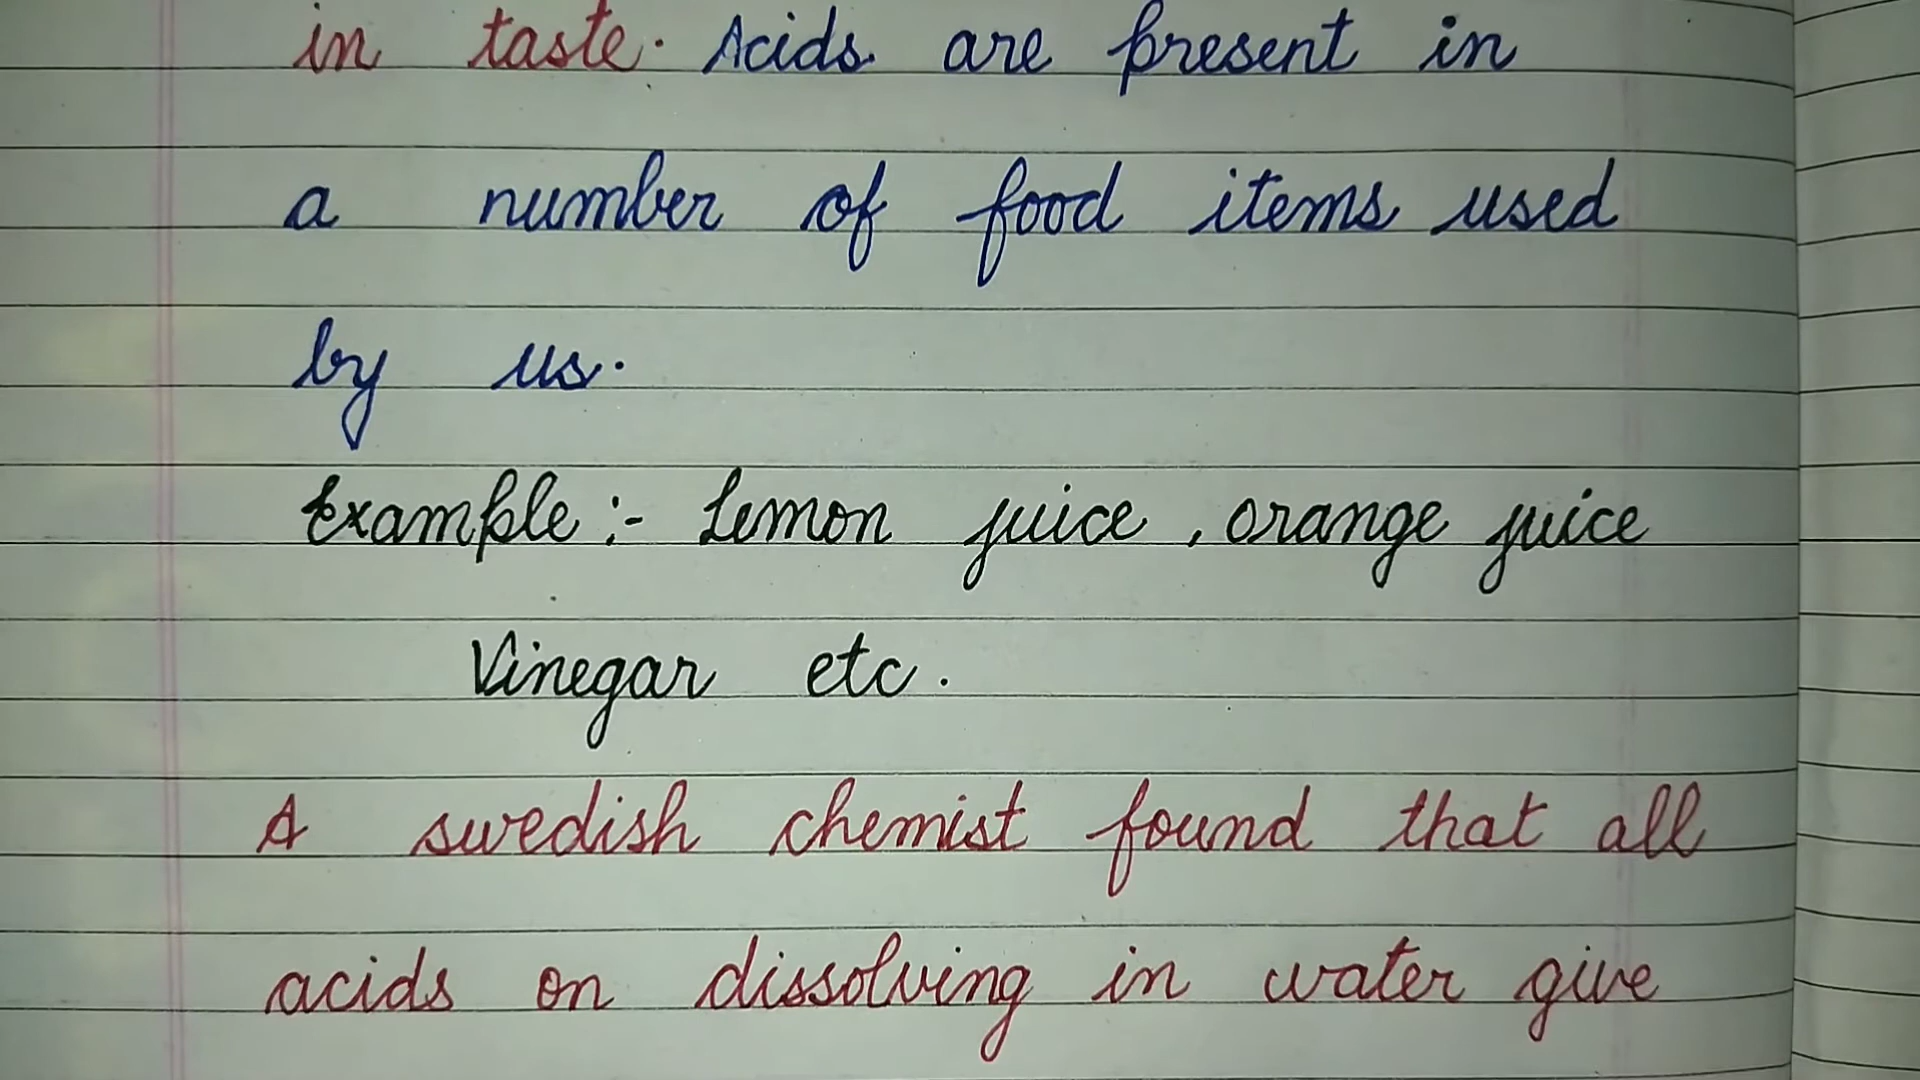 in taste. Acids are present in
a number of food items used
by us.
Example :- Lemon juice , orange juice
Vinegar etc.
A swedish chemist found that all
acids on dissolving in water give